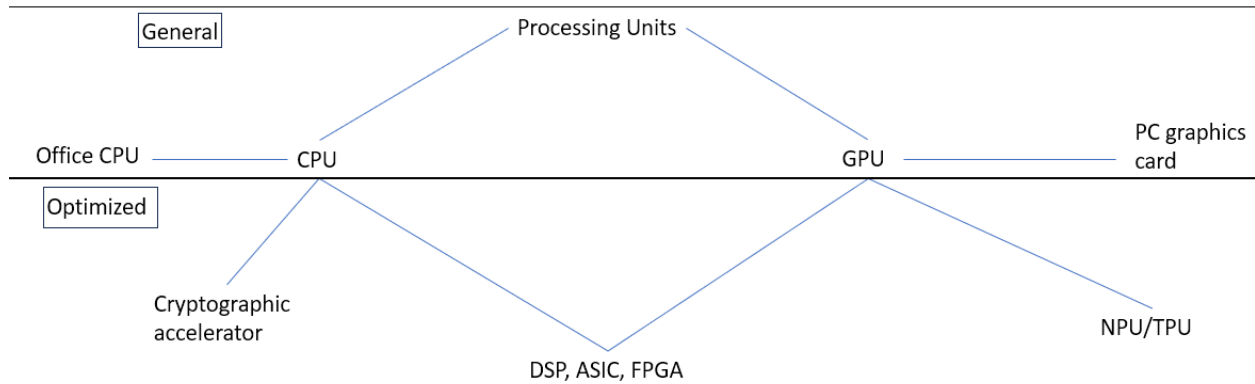 General
Processing Units
Office CPU
CPU
GPU
PC graphics
card
Optimized
Cryptographic
accelerator
NPU/TPU
DSP, ASIC, FPGA